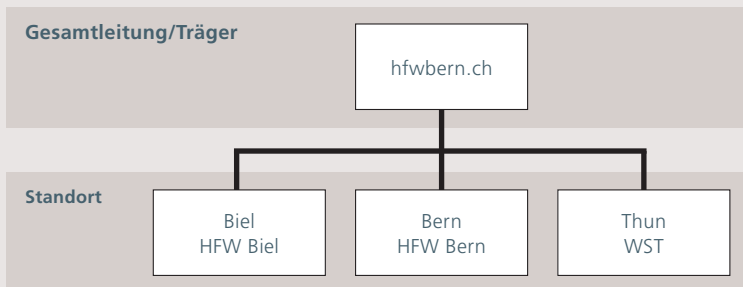 Gesamtleitung/Träger
hfwbern.ch
Standort
Biel
HFW Biel
Bern
HFW Bern
Thun
WST